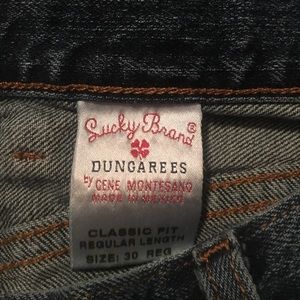 Lucky Brand®
DUNGAREES
by GENE MONTESANO
MADE IN MEXICO
CLASSIC FIT
REGULAR LENGTH
SIZE: 30 REG